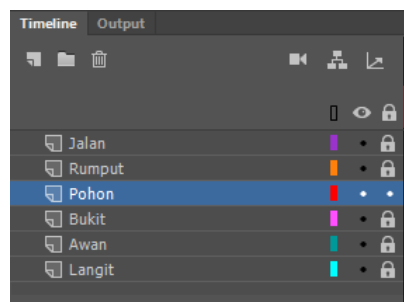 Timeline Output
Jalan
Rumput
Pohon
Bukit
Awan
Langit